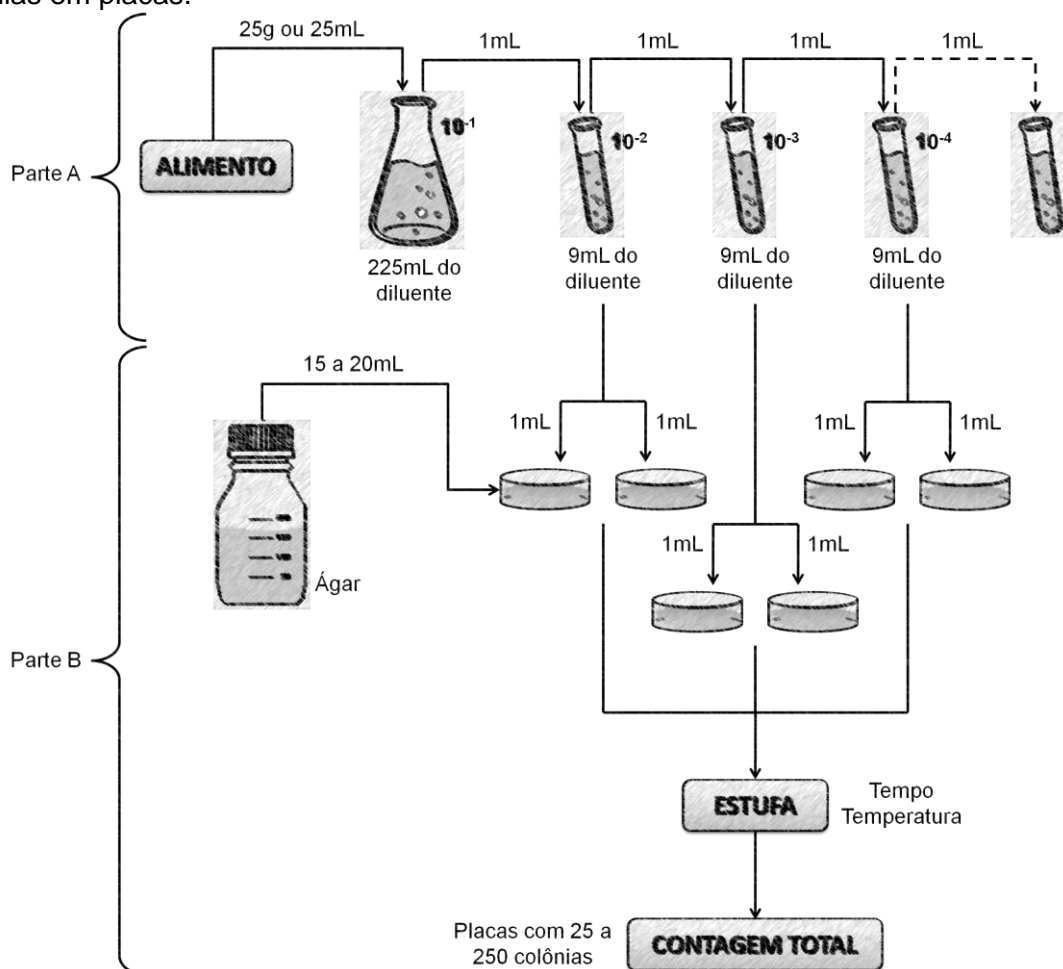 25g ou 25mL
1mL
1mL
1mL
1mL
10-1
10-2
10-3
10-4
Parte A
ALIMENTO
225mL do
diluente
9mL do
diluente
9mL do
diluente
9mL do
diluente
15 a 20mL
1mL
1mL
1mL
1mL
1mL
1mL
Ágar
Parte B
ESTUFA
Tempo
Temperatura
Placas com 25 a
250 colônias
CONTAGEM TOTAL